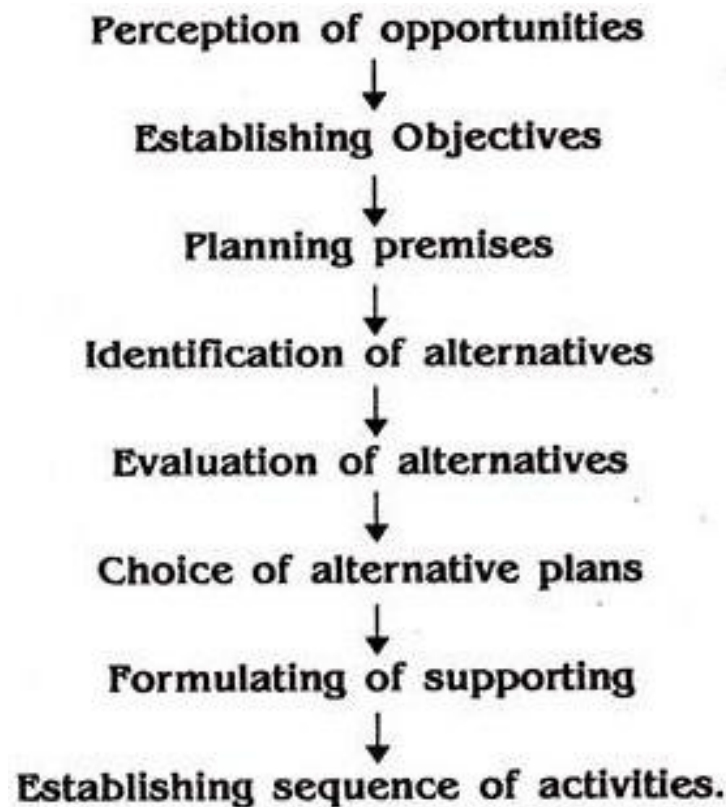 Perception of opportunities
Establishing Objectives
Planning premises
Identification of alternatives
Evaluation of alternatives
Choice of alternative plans
Formulating of supporting
Establishing sequence of activities.